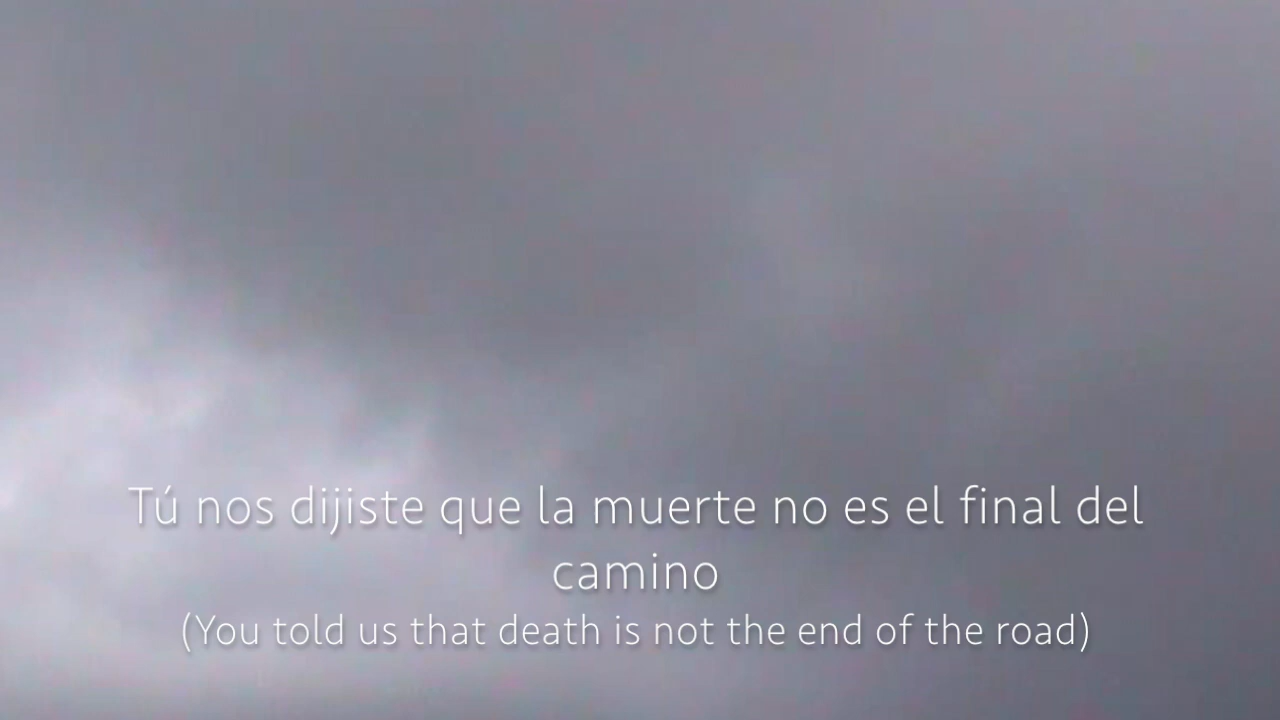 Tú nos dijiste que la muerte no es el final del
camino
(You told us that death is not the end of the road)